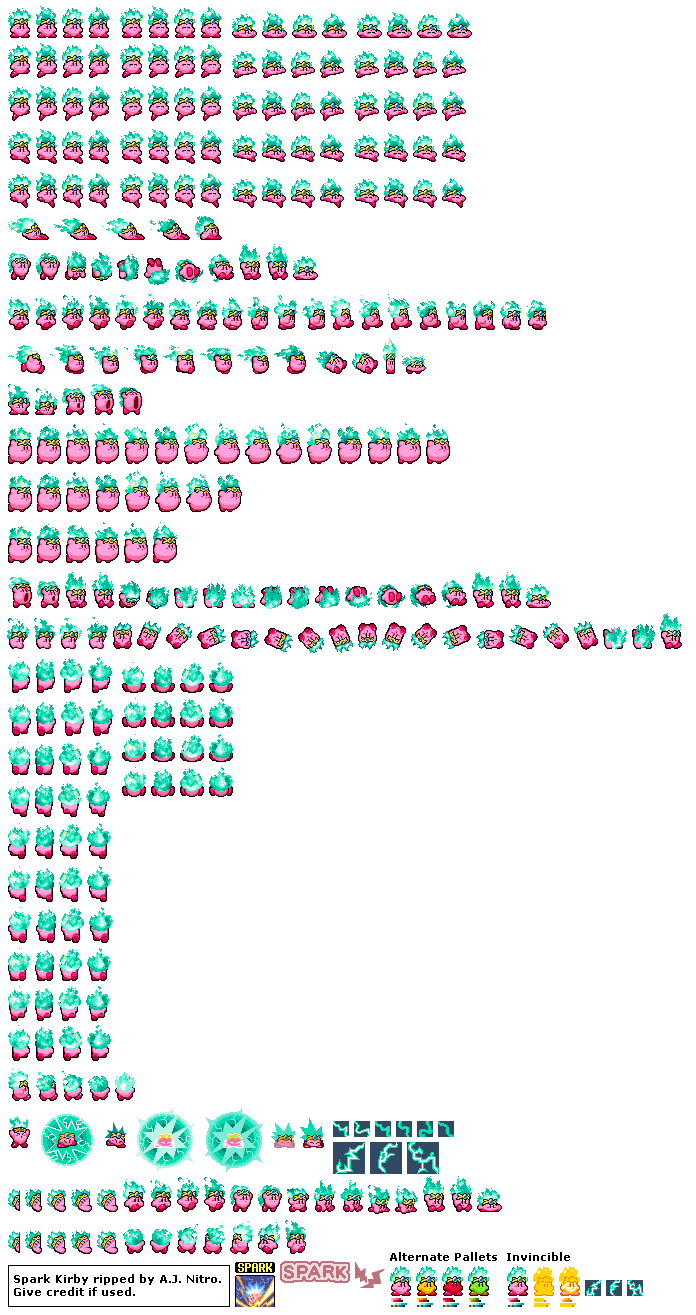 Alternate Pallets Invincible
SPARK
SPARK
Spark Kirby ripped by A.J. Nitro.
Give credit if used.